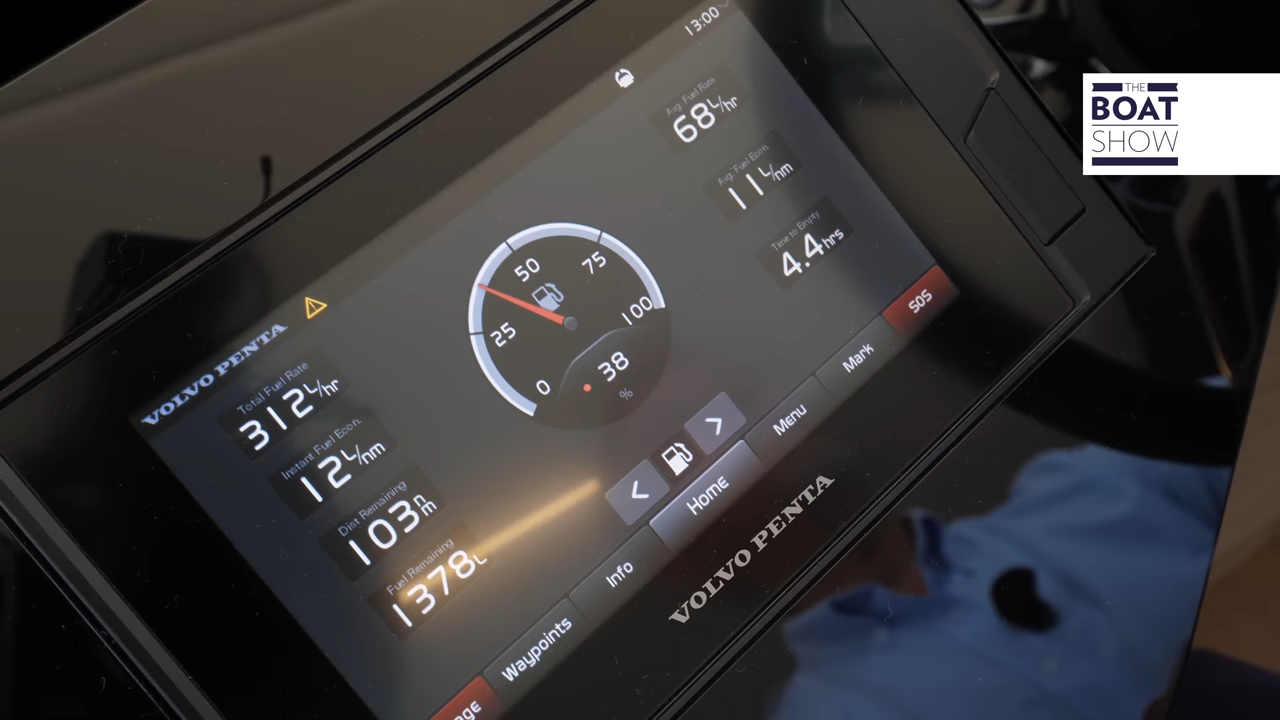 THE
BOAT
SHOW
13:00
VOLVO PENTA
Total Fuel Rate
312 L/hr
Instant Fuel Econ.
12 L/nm
Dist Remaining
103 nm
Fuel Remaining
1378 L
0
25
50
75
100
38
%
Avg. Fuel Rate
68 L/hr
Avg. Fuel Econ
11 L/nm
Time to Empty
4.4 hrs
<
>
Waypoints
Info
Home
Menu
Mark
SOS
VOLVO PENTA